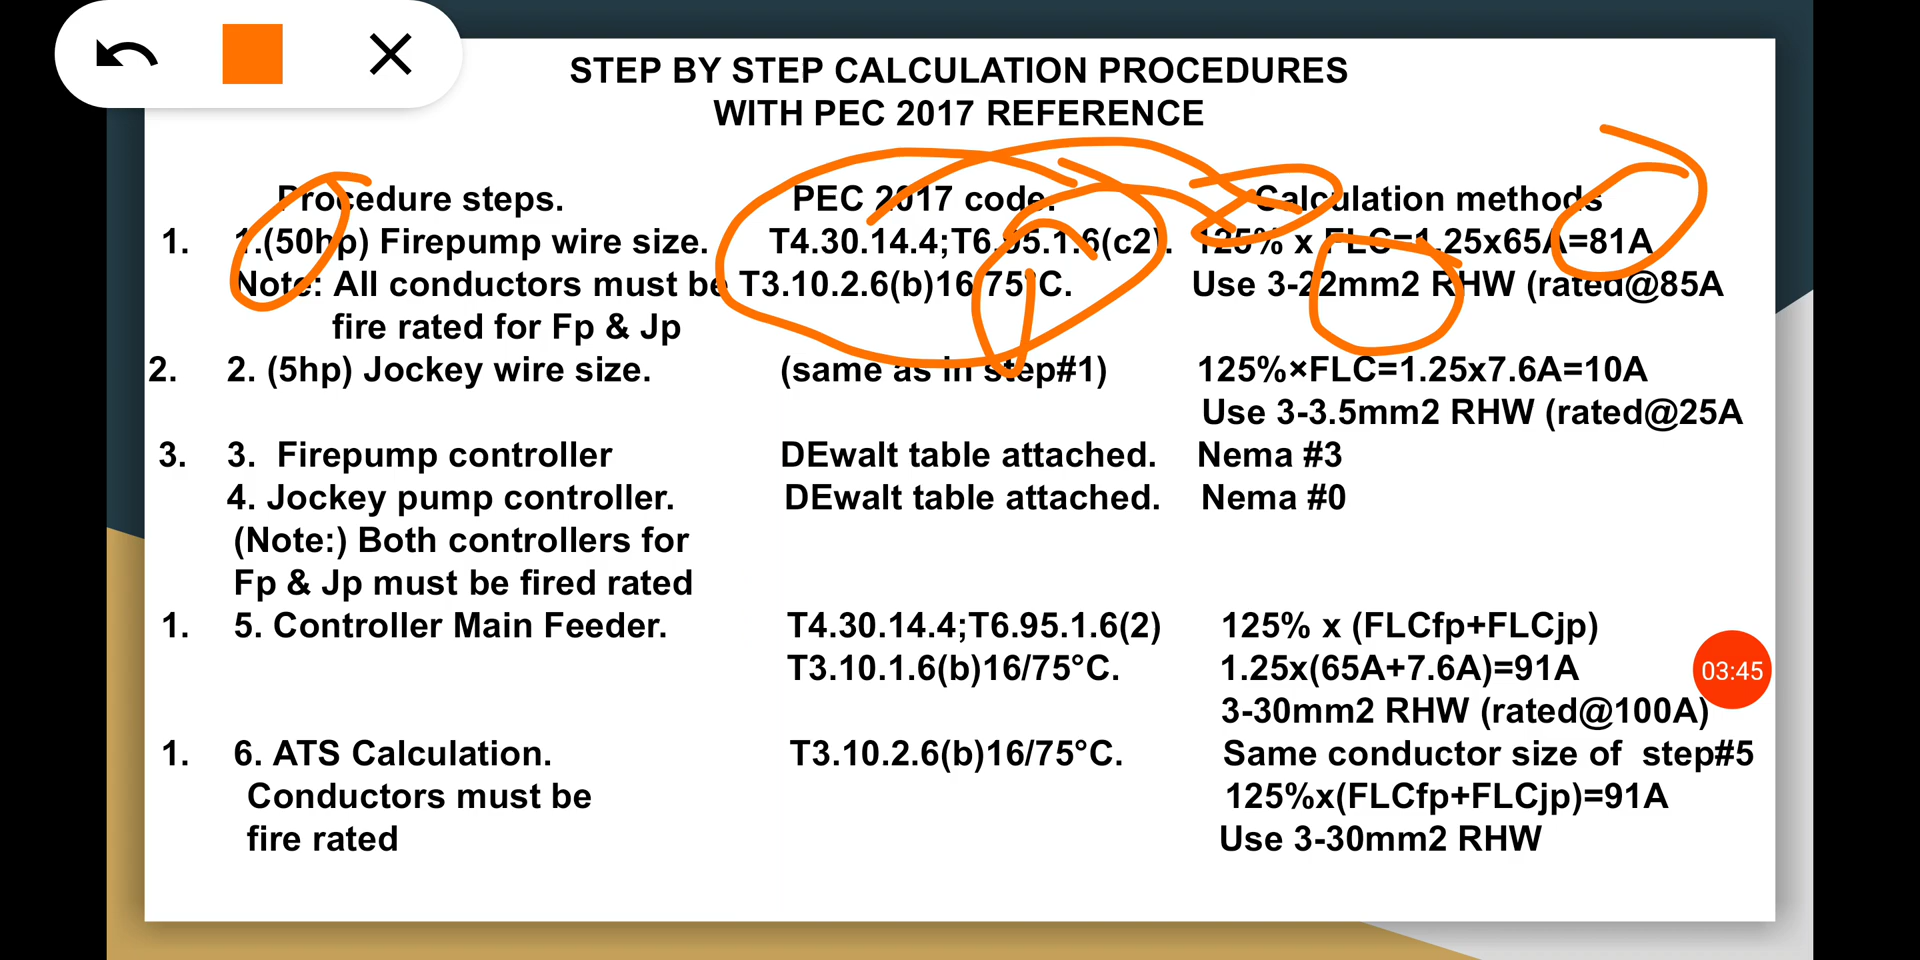 STEP BY STEP CALCULATION PROCEDURES
WITH PEC 2017 REFERENCE
Procedure steps. PEC 2017 code. Calculation methods
1. 1.(50hp) Firepump wire size. T4.30.14.4;T6.95.1.6(c2). 125% x FLC=1.25x65A=81A
Note: All conductors must be T3.10.2.6(b)16/75°C. Use 3-22mm2 RHW (rated@85A
fire rated for Fp & Jp
2. 2. (5hp) Jockey wire size. (same as in step#1) 125%×FLC=1.25x7.6A=10A
Use 3-3.5mm2 RHW (rated@25A
3. 3. Firepump controller DEwalt table attached. Nema #3
4. Jockey pump controller. DEwalt table attached. Nema #0
(Note:) Both controllers for
Fp & Jp must be fired rated
1. 5. Controller Main Feeder. T4.30.14.4;T6.95.1.6(2) 125% x (FLCfp+FLCjp)
T3.10.1.6(b)16/75°C. 1.25x(65A+7.6A)=91A
03:45
3-30mm2 RHW (rated@100A)
1. 6. ATS Calculation. T3.10.2.6(b)16/75°C. Same conductor size of step#5
Conductors must be 125%x(FLCfp+FLCjp)=91A
fire rated Use 3-30mm2 RHW